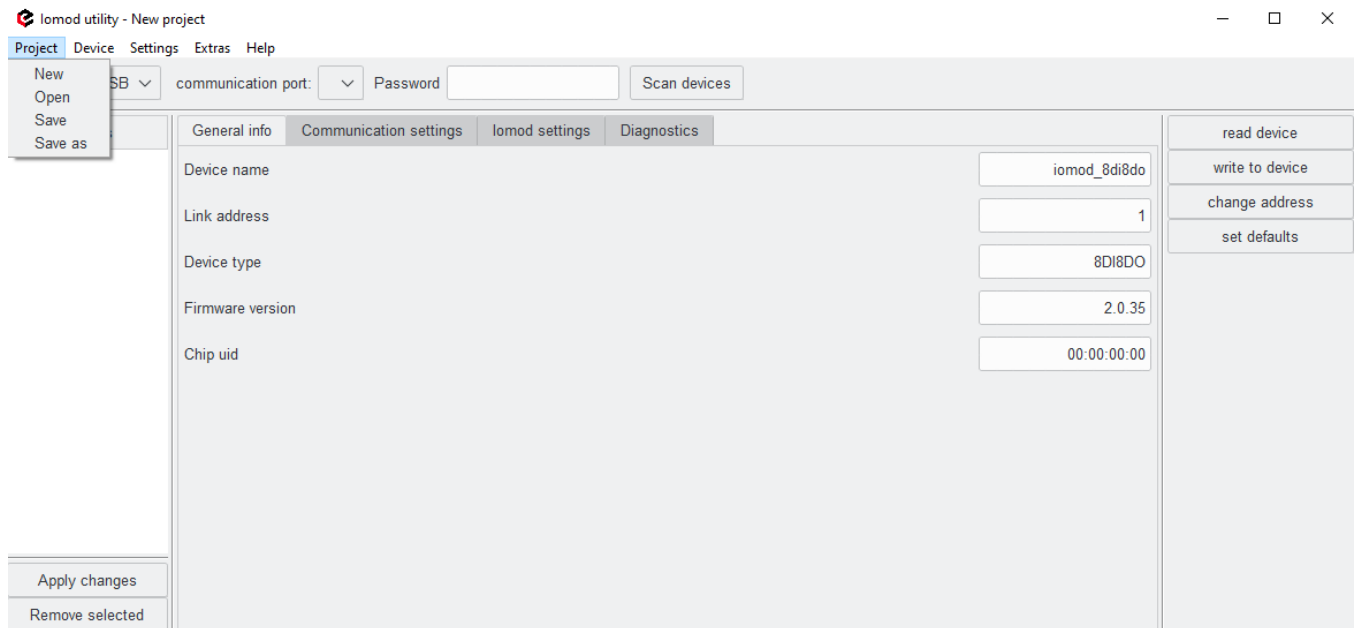 Iomod utility - New project
Project Device Settings Extras Help
New
Open
Save
Save as
SB communication port: Password Scan devices
General info Communication settings Iomod settings Diagnostics
Device name iomod_8di8do
Link address 1
Device type 8DI8DO
Firmware version 2.0.35
Chip uid 00:00:00:00
read device
write to device
change address
set defaults
Apply changes
Remove selected